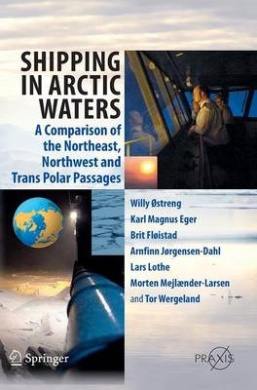 SHIPPING
IN ARCTIC
WATERS
A Comparison of
the Northeast,
Northwest and
Trans Polar Passages
Willy Østreng
Karl Magnus Eger
Brit Fløistad
Arnfinn Jørgensen-Dahl
Lars Lothe
Morten Mejlænder-Larsen
and Tor Wergeland
Springer
PRAXIS